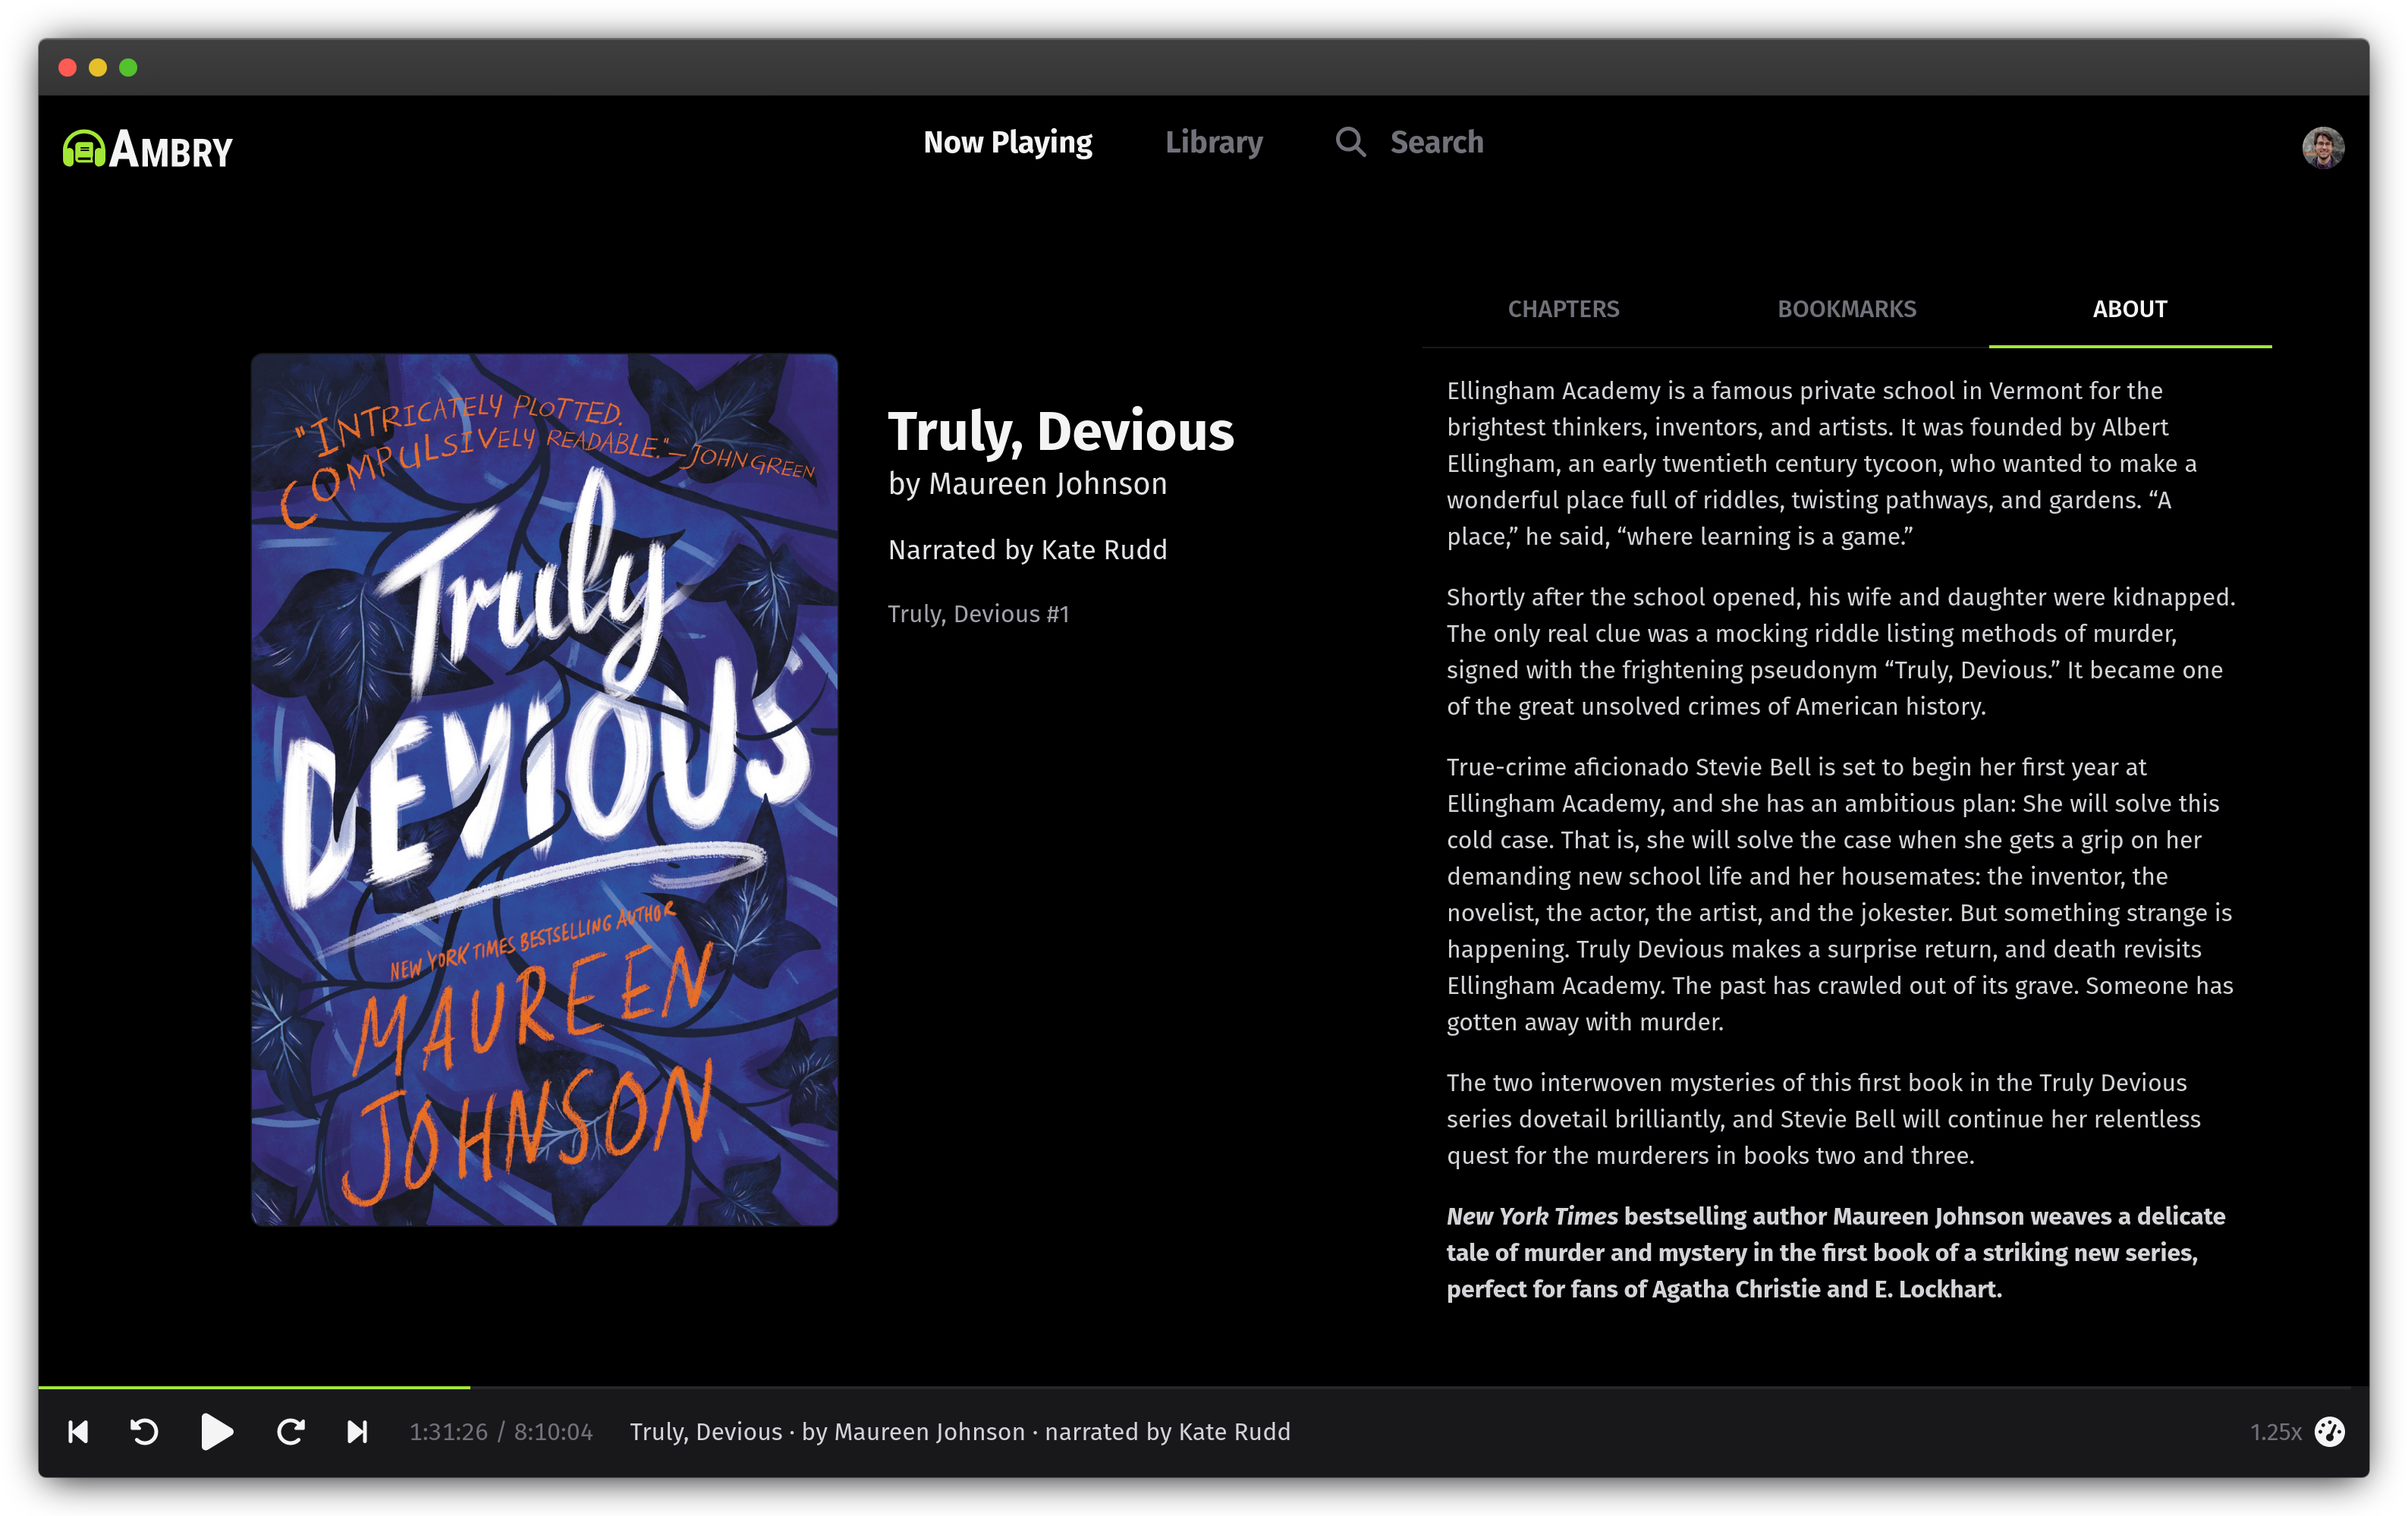 AMBRY
Now Playing
Library
Search
"INTRICATELY PLOTTED.
COMPULSIVELY READABLE."—JOHN GREEN
Truly
DEVIOUS
NEW YORK TIMES BESTSELLING AUTHOR
MAUREEN
JOHNSON
Truly, Devious
by Maureen Johnson
Narrated by Kate Rudd
Truly, Devious #1
CHAPTERS
BOOKMARKS
ABOUT
Ellingham Academy is a famous private school in Vermont for the
brightest thinkers, inventors, and artists. It was founded by Albert
Ellingham, an early twentieth century tycoon, who wanted to make a
wonderful place full of riddles, twisting pathways, and gardens. “A
place,” he said, “where learning is a game.”
Shortly after the school opened, his wife and daughter were kidnapped.
The only real clue was a mocking riddle listing methods of murder,
signed with the frightening pseudonym “Truly, Devious.” It became one
of the great unsolved crimes of American history.
True-crime aficionado Stevie Bell is set to begin her first year at
Ellingham Academy, and she has an ambitious plan: She will solve this
cold case. That is, she will solve the case when she gets a grip on her
demanding new school life and her housemates: the inventor, the
novelist, the actor, the artist, and the jokester. But something strange is
happening. Truly Devious makes a surprise return, and death revisits
Ellingham Academy. The past has crawled out of its grave. Someone has
gotten away with murder.
The two interwoven mysteries of this first book in the Truly Devious
series dovetail brilliantly, and Stevie Bell will continue her relentless
quest for the murderers in books two and three.
New York Times bestselling author Maureen Johnson weaves a delicate
tale of murder and mystery in the first book of a striking new series,
perfect for fans of Agatha Christie and E. Lockhart.
1:31:26 / 8:10:04
Truly, Devious · by Maureen Johnson · narrated by Kate Rudd
1.25x